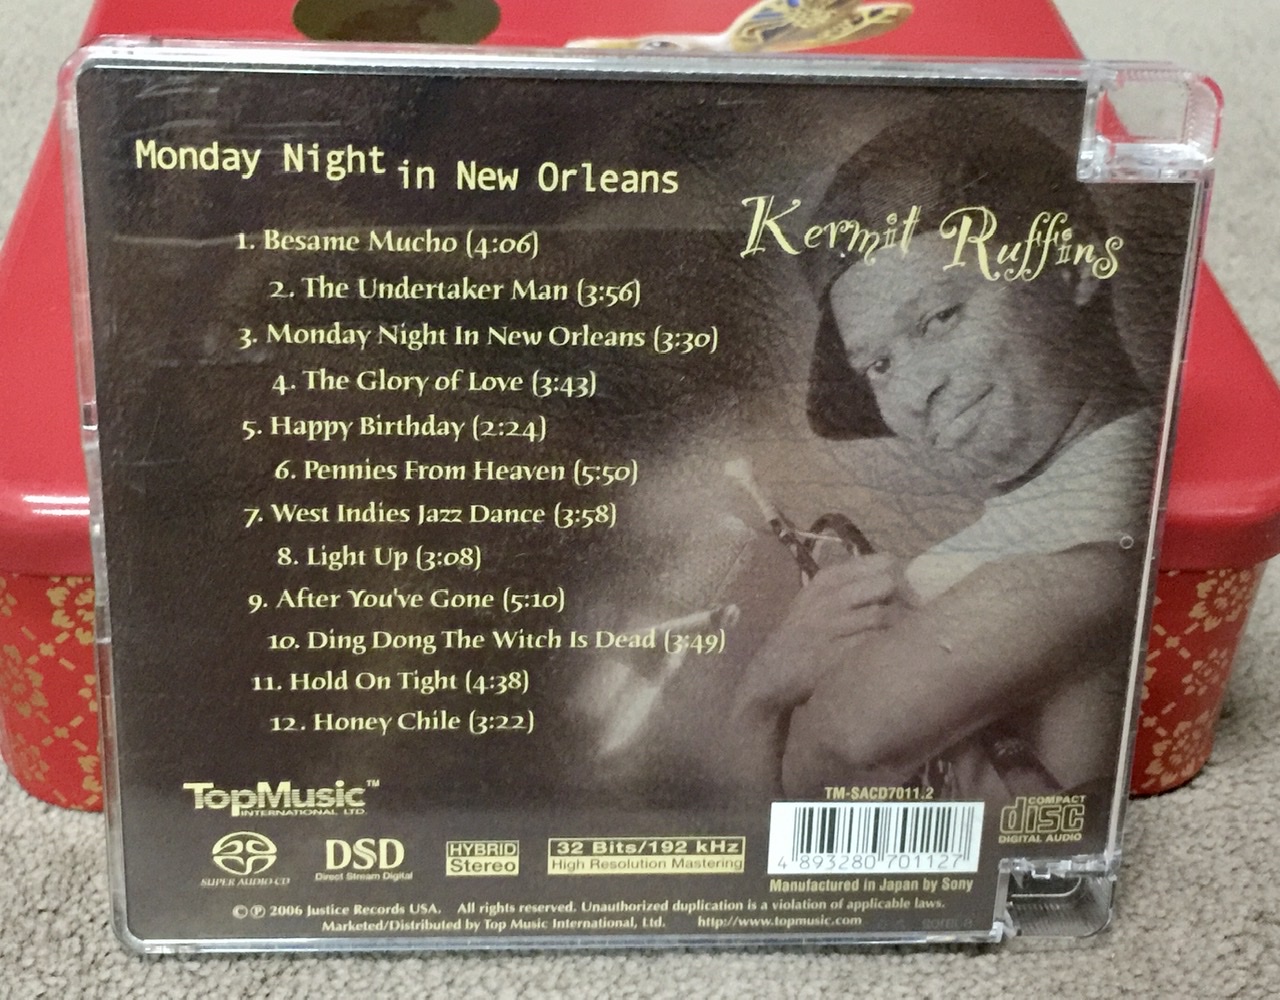 Monday Night in New Orleans
Kermit Ruffins
1. Besame Mucho (4:06)
2. The Undertaker Man (3:56)
3. Monday Night In New Orleans (3:30)
4. The Glory of Love (3:43)
5. Happy Birthday (2:24)
6. Pennies From Heaven (5:50)
7. West Indies Jazz Dance (3:58)
8. Light Up (3:08)
9. After You've Gone (5:10)
10. Ding Dong The Witch Is Dead (3:49)
11. Hold On Tight (4:38)
12. Honey Chile (3:22)
TopMusic™
INTERNATIONAL LTD.
TM-SACD7011.2
COMPACT
disc
DIGITAL AUDIO
SUPER AUDIO CD
DSD
Direct Stream Digital
HYBRID
Stereo
32 Bits/192 kHz
High Resolution Mastering
4 893280 701127
Manufactured in Japan by Sony
©℗ 2006 Justice Records USA. All rights reserved. Unauthorized duplication is a violation of applicable laws.
Marketed/Distributed by Top Music International, Ltd. http://www.topmusic.com